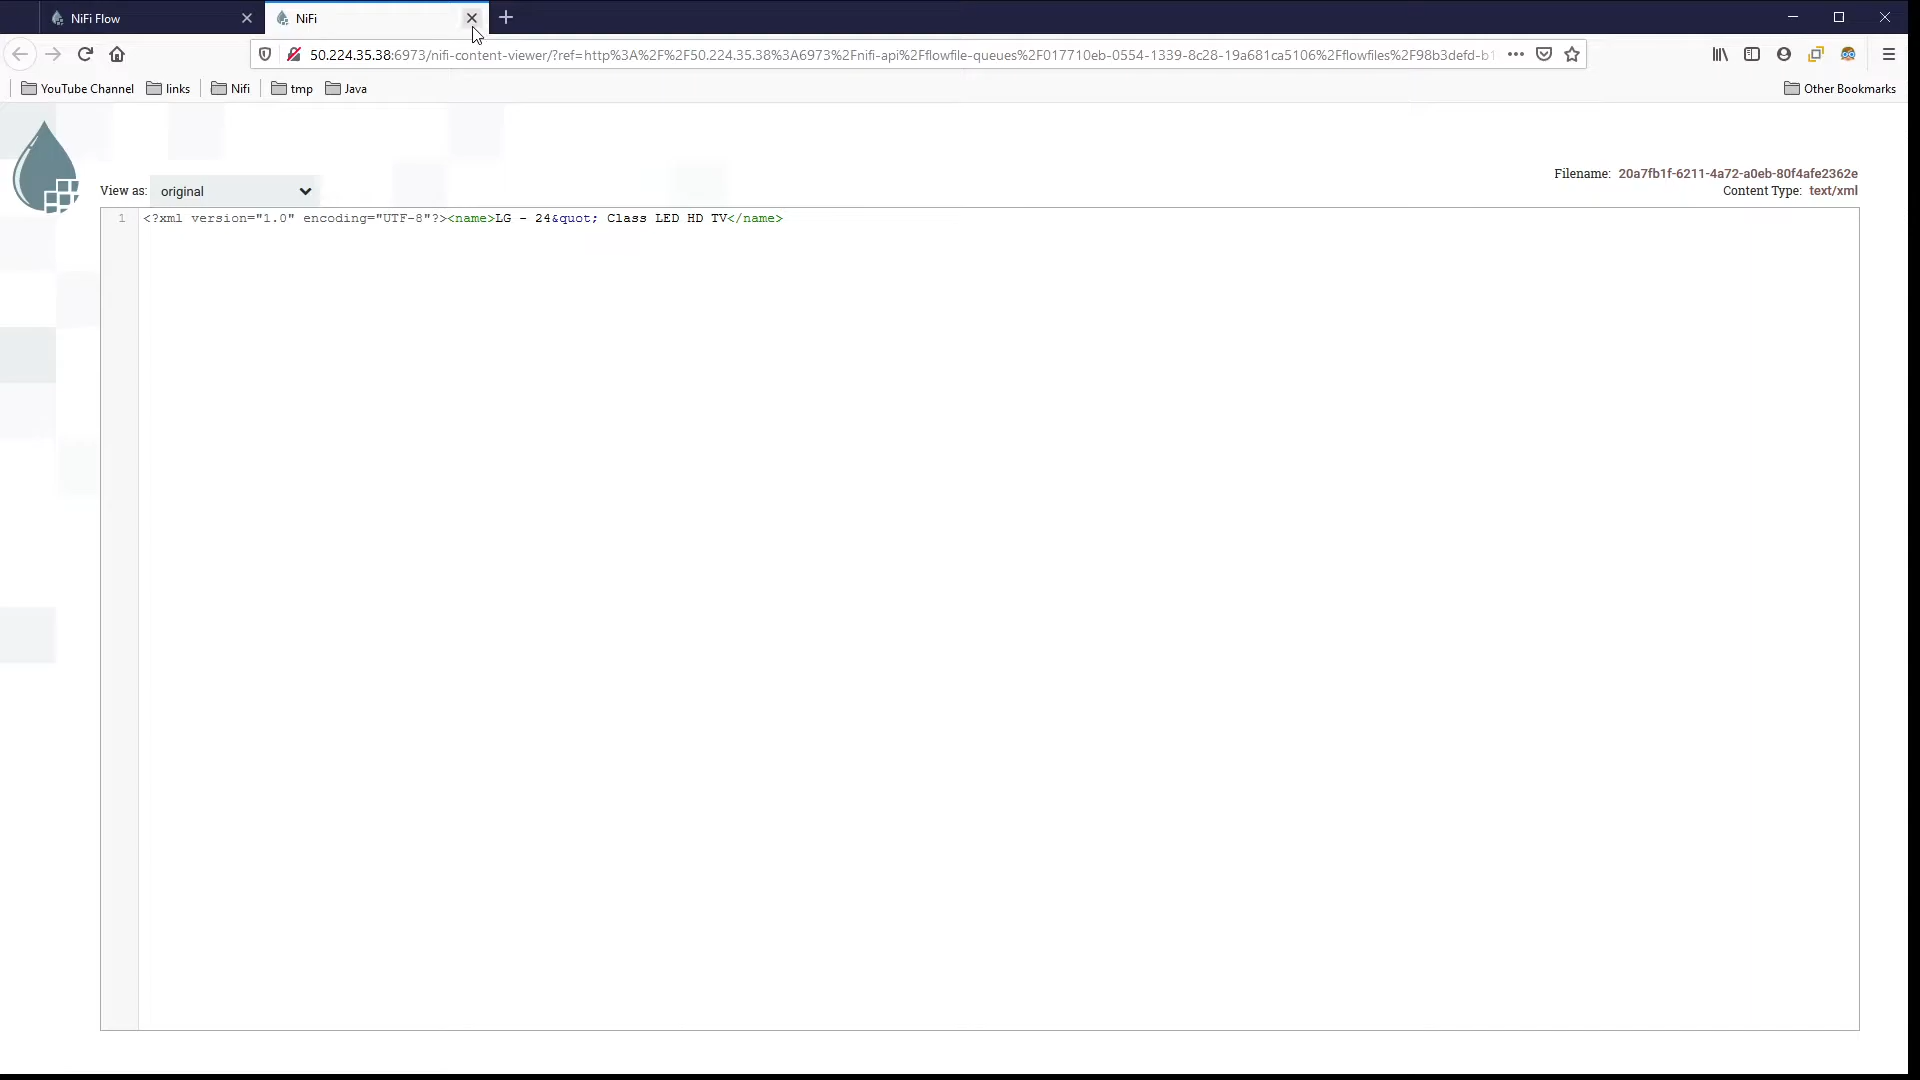 NiFi Flow
NiFi
50.224.35.38:6973/nifi-content-viewer/?ref=http%3A%2F%2F50.224.35.38%3A6973%2Fnifi-api%2Fflowfile-queues%2F017710eb-0554-1339-8c28-19a681ca5106%2Fflowfiles%2F98b3defd-b1
YouTube Channel
links
Nifi
tmp
Java
Other Bookmarks
Filename: 20a7fb1f-6211-4a72-a0eb-80f4afe2362e
View as: original
Content Type: text/xml
1 <?xml version="1.0" encoding="UTF-8"?><name>LG - 24&quot; Class LED HD TV</name>